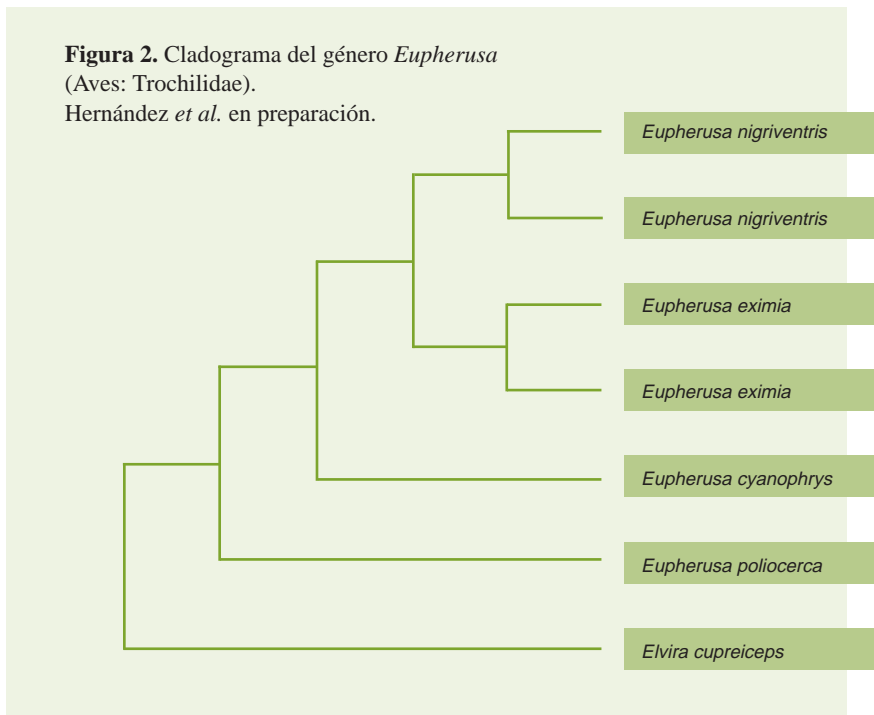 Figura 2. Cladograma del género Eupherusa
(Aves: Trochilidae).
Hernández et al. en preparación.
Eupherusa nigriventris
Eupherusa nigriventris
Eupherusa eximia
Eupherusa eximia
Eupherusa cyanophrys
Eupherusa poliocerca
Elvira cupreiceps